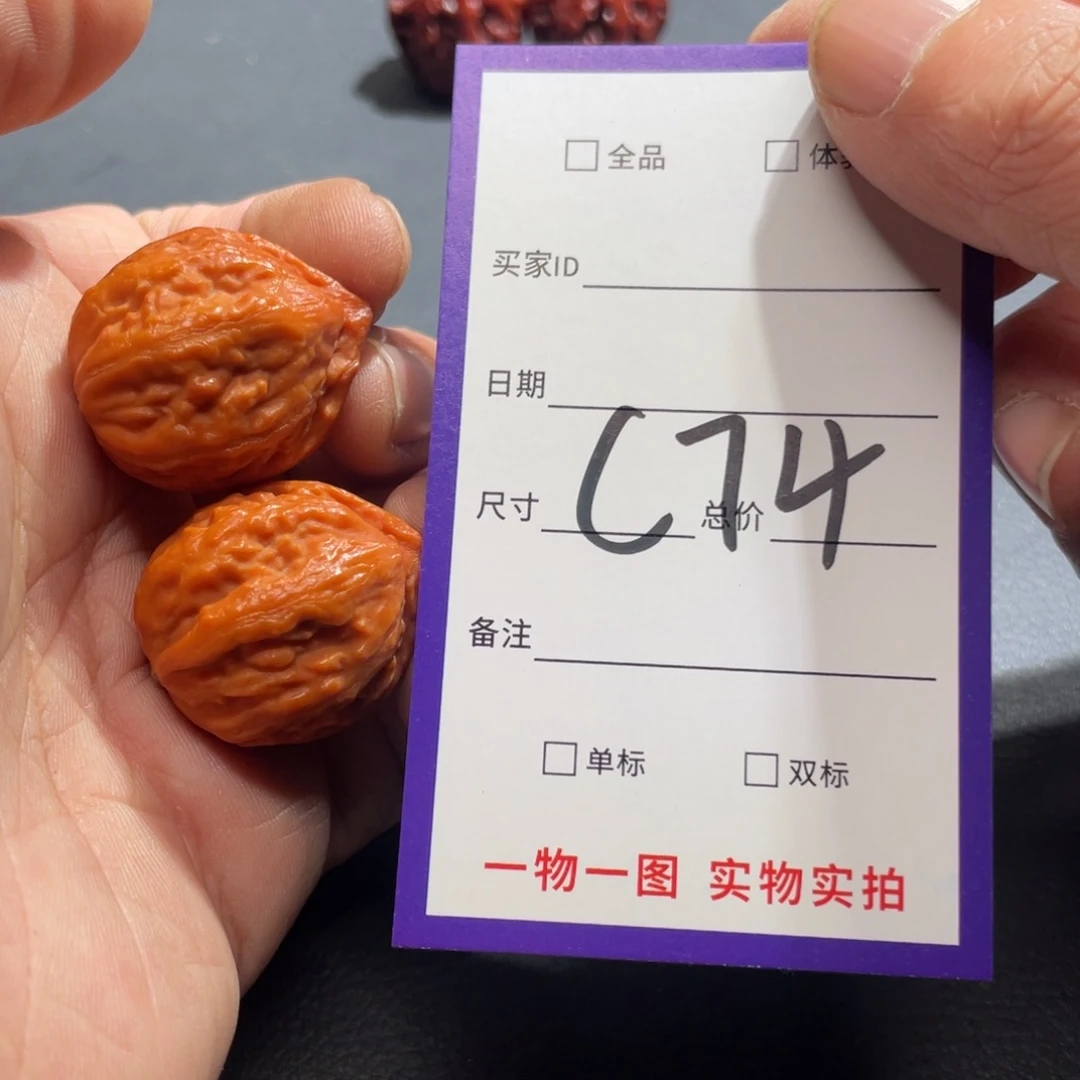 □ 全品 □ 体
买家ID
日期
C74
尺寸 总价
备注
□ 单标 □ 双标
一物一图 实物实拍